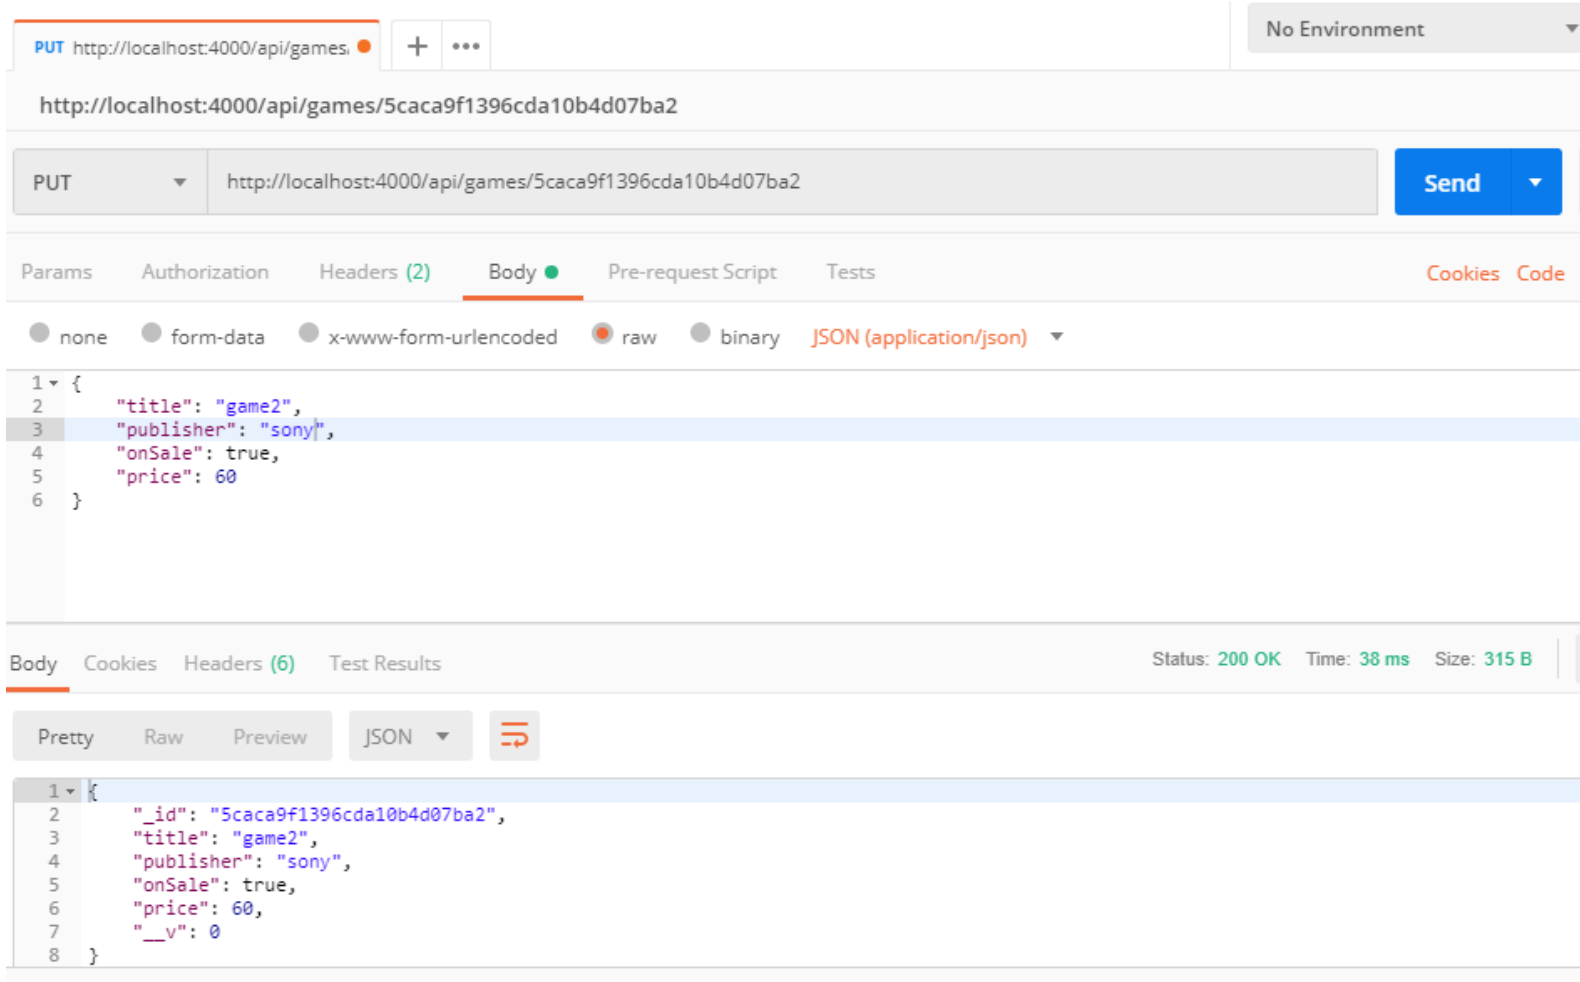 PUT http://localhost:4000/api/games, + •••
No Environment
http://localhost:4000/api/games/5caca9f1396cda10b4d07ba2
PUT http://localhost:4000/api/games/5caca9f1396cda10b4d07ba2 Send
Params Authorization Headers (2) Body Pre-request Script Tests Cookies Code
none form-data x-www-form-urlencoded raw binary JSON (application/json)
1 {
2 "title": "game2",
3 "publisher": "sony",
4 "onSale": true,
5 "price": 60
6 }
Body Cookies Headers (6) Test Results Status: 200 OK Time: 38 ms Size: 315 B
Pretty Raw Preview JSON
1 {
2 "_id": "5caca9f1396cda10b4d07ba2",
3 "title": "game2",
4 "publisher": "sony",
5 "onSale": true,
6 "price": 60,
7 "__v": 0
8 }